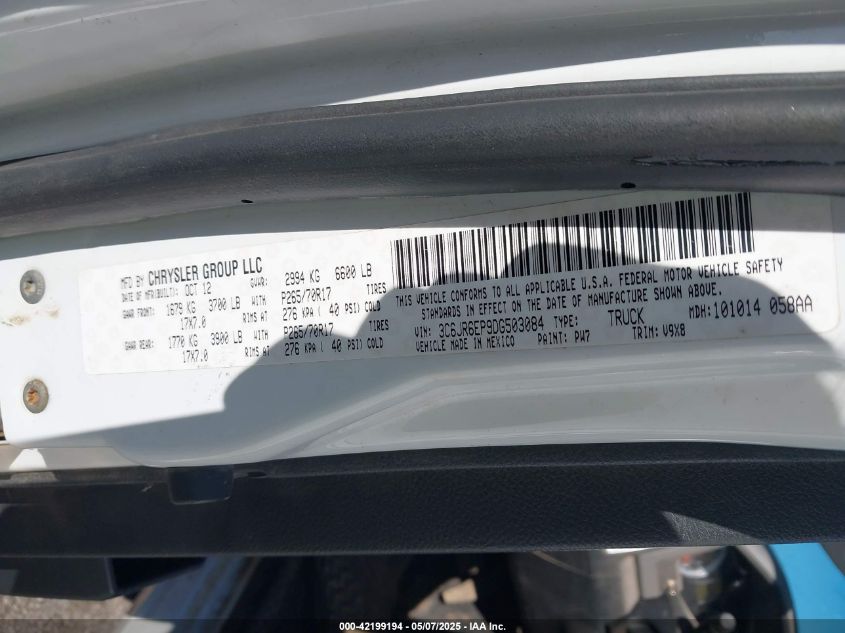 MFD BY CHRYSLER GROUP LLC
DATE OF MFR(BUILT): OCT 12 GVWR: 2994 KG 6600 LB
GAWR FRONT: 1679 KG 3700 LB WITH P265/70R17 TIRES
17X7.0 RIMS AT 276 KPA ( 40 PSI) COLD
GAWR REAR: 1770 KG 3900 LB WITH P265/70R17 TIRES
17X7.0 RIMS AT 276 KPA ( 40 PSI) COLD
THIS VEHICLE CONFORMS TO ALL APPLICABLE U.S.A. FEDERAL MOTOR VEHICLE SAFETY
STANDARDS IN EFFECT ON THE DATE OF MANUFACTURE SHOWN ABOVE.
VIN: 3C6JR6EP9DG503084 TYPE: TRUCK MDH: 101014 058AA
VEHICLE MADE IN MEXICO PAINT: PW7 TRIM: V9X8
000-42199194 - 05/07/2025 - IAA Inc.